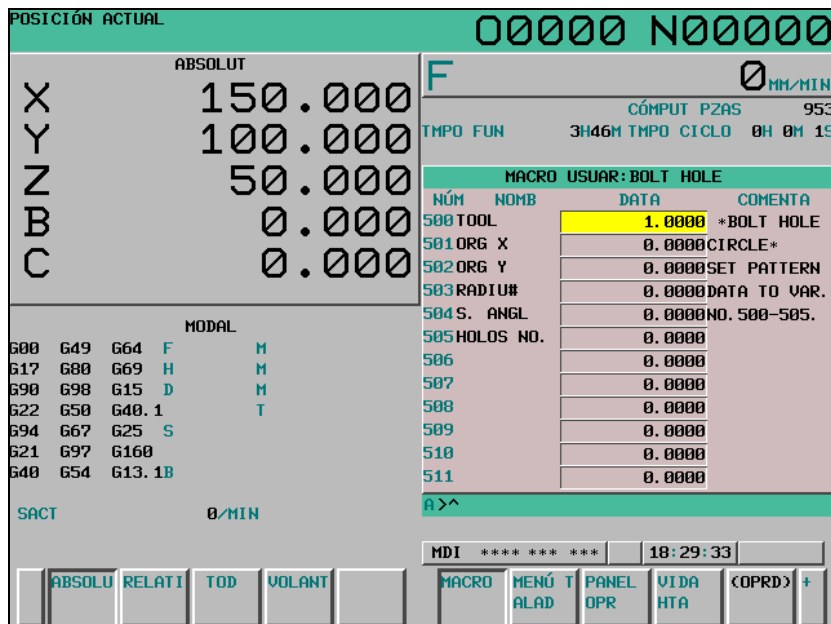 POSICIÓN ACTUAL
O0000 N00000
ABSOLUT
X 150.000
Y 100.000
Z 50.000
B 0.000
C 0.000
F 0 MM/MIN
CÓMPUT PZAS 953
TMPO FUN 3H46M TMPO CICLO 0H 0M 19
MACRO USUAR:BOLT HOLE
NÚM NOMB DATA COMENTA
500 TOOL 1.0000 *BOLT HOLE
501 ORG X 0.0000 CIRCLE*
502 ORG Y 0.0000 SET PATTERN
503 RADIU# 0.0000 DATA TO VAR.
504 S. ANGL 0.0000 NO.500-505.
505 HOLOS NO. 0.0000
506 0.0000
507 0.0000
508 0.0000
509 0.0000
510 0.0000
511 0.0000
MODAL
G00 G49 G64 F M
G17 G80 G69 H M
G90 G98 G15 D M
G22 G50 G40.1 T
G94 G67 G25 S
G21 G97 G160
G40 G54 G13.1B
SACT 0/MIN
A>^
MDI **** *** *** 18:29:33
ABSOLU RELATI TOD VOLANT
MACRO MENÚ T ALAD PANEL OPR VIDA HTA (OPRD) +